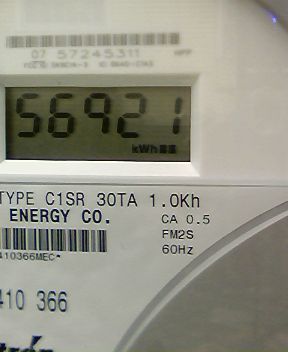 07 57245311
56921
kWh
TYPE C1SR 30TA 1.0Kh
ENERGY CO. CA 0.5
FM2S
60Hz
410366MEC*
410 366